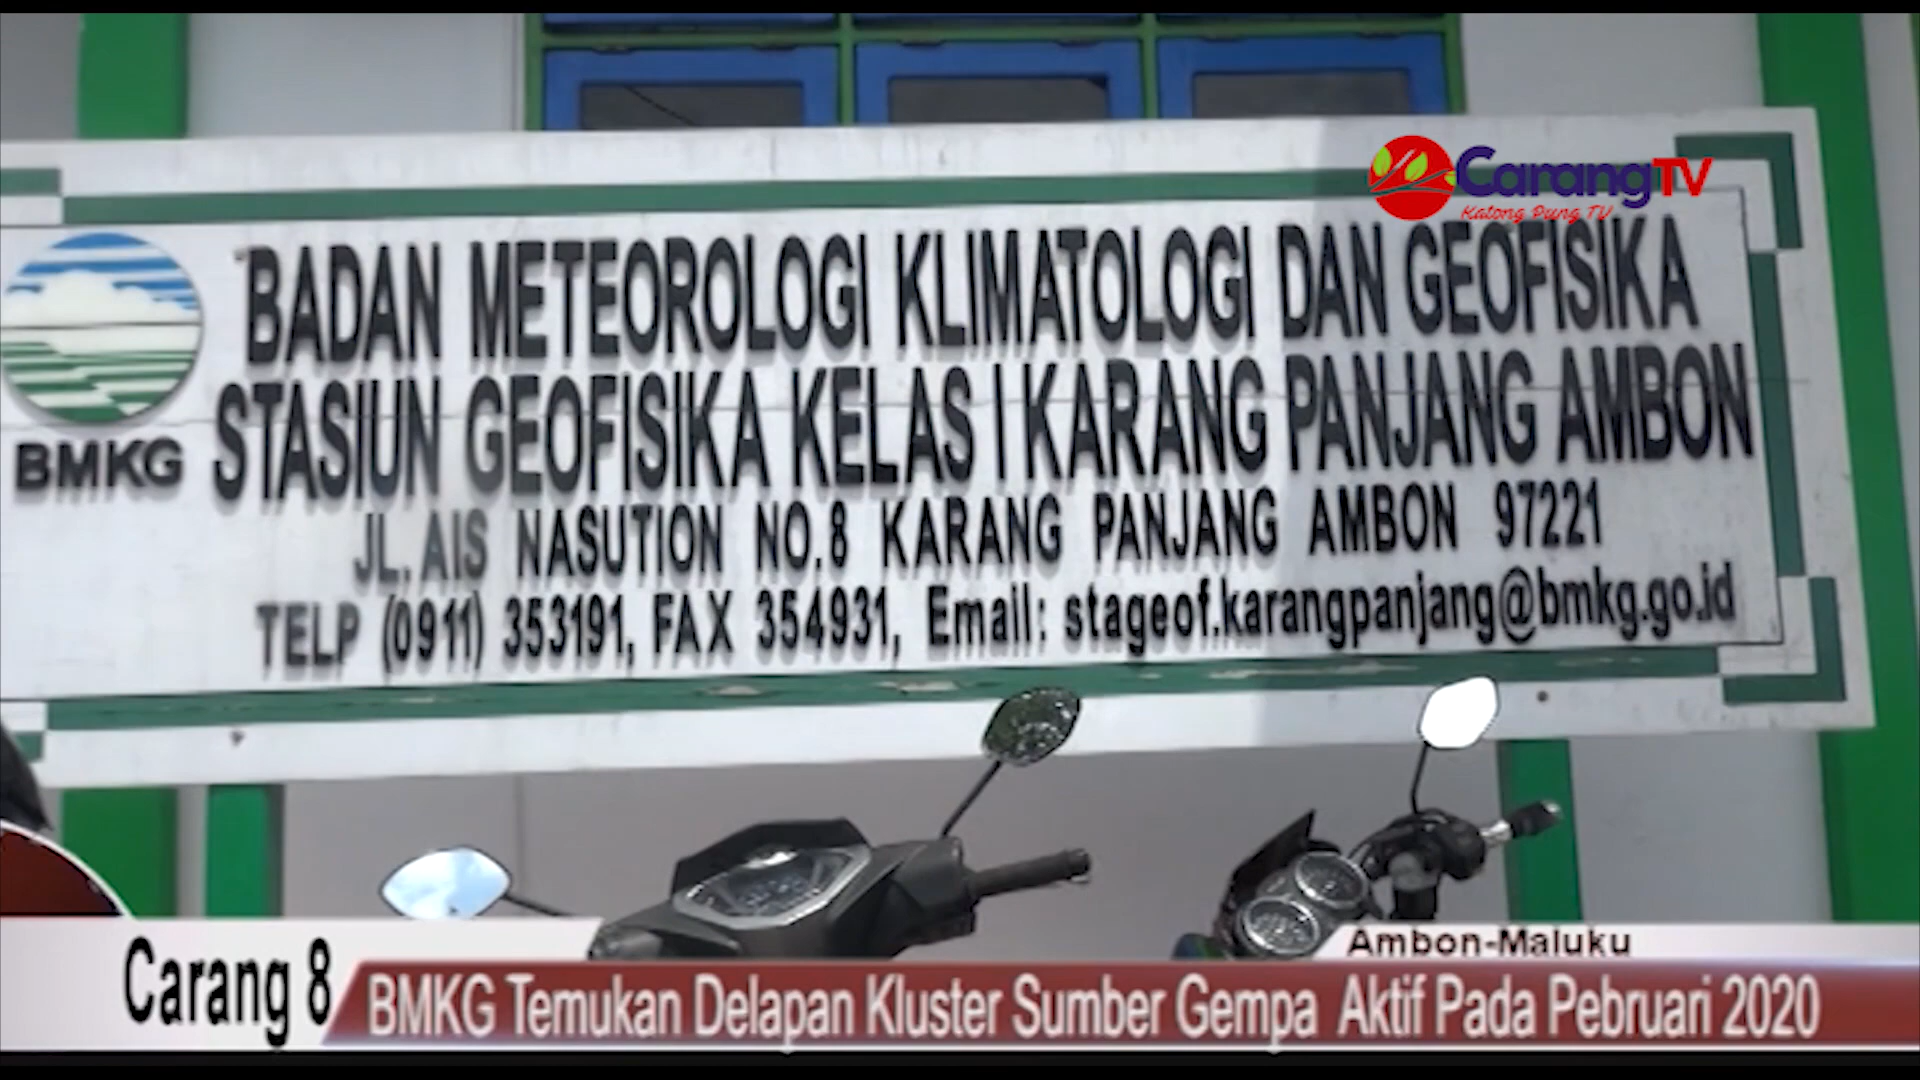 CarangTV
Katong Pung TV
BADAN METEOROLOGI KLIMATOLOGI DAN GEOFISIKA
STASIUN GEOFISIKA KELAS I KARANG PANJANG AMBON
BMKG
JL. AIS NASUTION NO.8 KARANG PANJANG AMBON 97221
TELP (0911) 353191, FAX 354931, Email: stageof.karangpanjang@bmkg.go.id
Ambon-Maluku
Carang 8
BMKG Temukan Delapan Kluster Sumber Gempa Aktif Pada Pebruari 2020